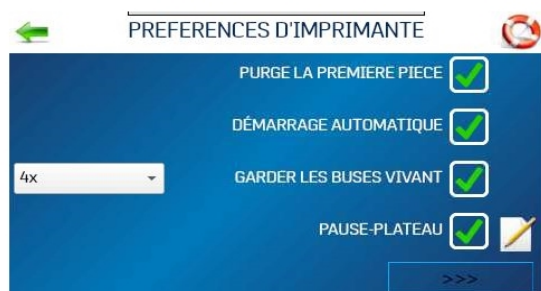 PREFERENCES D'IMPRIMANTE
PURGE LA PREMIERE PIECE
DÉMARRAGE AUTOMATIQUE
4x
GARDER LES BUSES VIVANT
PAUSE-PLATEAU
>>>